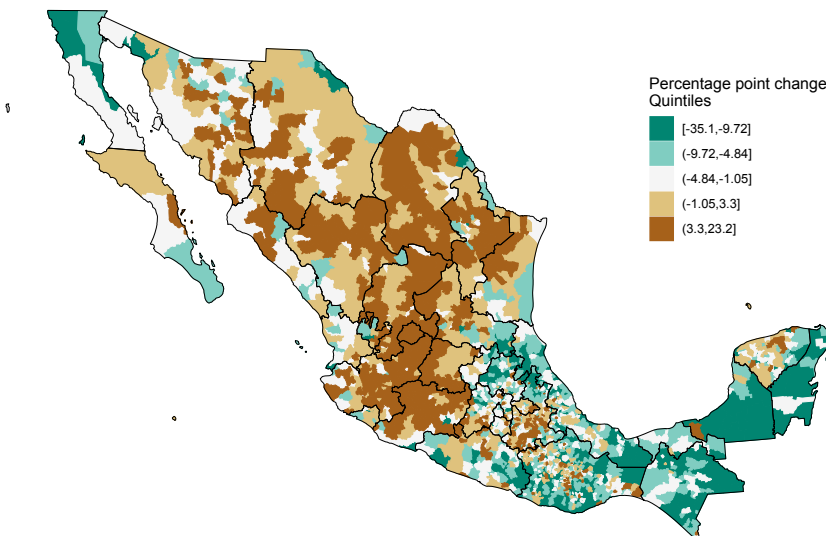 Percentage point change
Quintiles
[-35.1,-9.72]
(-9.72,-4.84]
(-4.84,-1.05]
(-1.05,3.3]
(3.3,23.2]